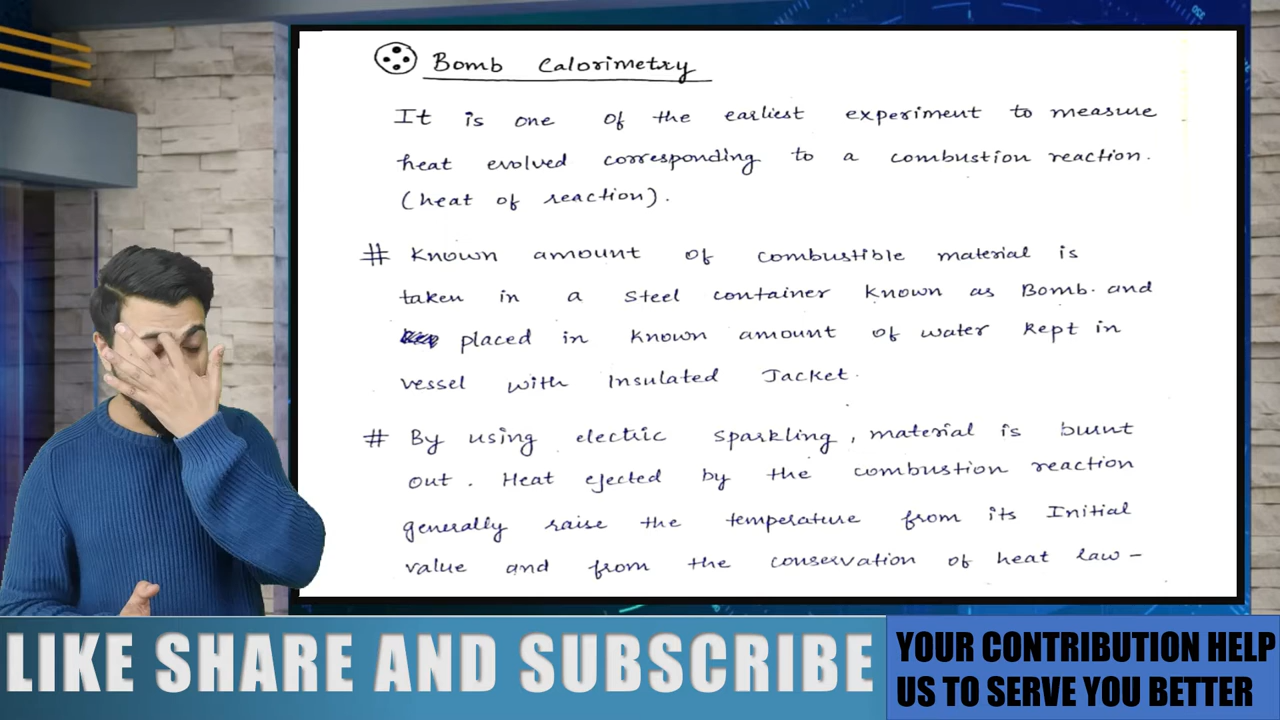 Bomb Calorimetry
It is one of the earliest experiment to measure
heat evolved corresponding to a combustion reaction.
(heat of reaction).
# Known amount of combustible material is
taken in a steel container known as Bomb. and
placed in known amount of water kept in
vessel with Insulated Jacket.
# By using electric sparkling, material is burnt
out. Heat ejected by the combustion reaction
generally raise the temperature from its Initial
value and from the conservation of heat law-
LIKE SHARE AND SUBSCRIBE
YOUR CONTRIBUTION HELP
US TO SERVE YOU BETTER